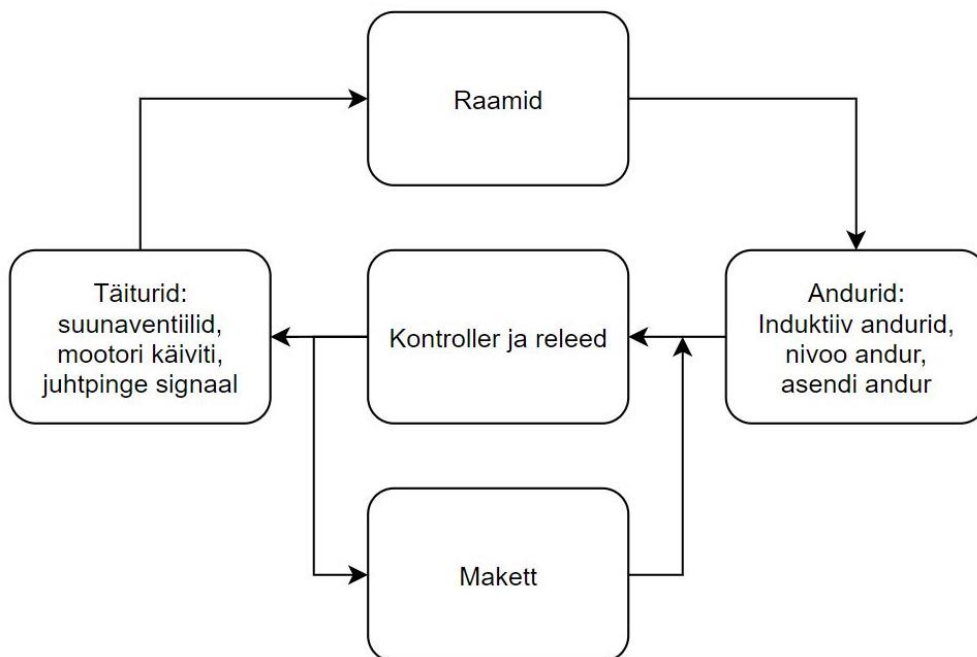 Raamid
Täiturid:
suunaventiilid,
mootori käiviti,
juhtpinge signaal
Kontroller ja releed
Andurid:
Induktiiv andurid,
nivoo andur,
asendi andur
Makett